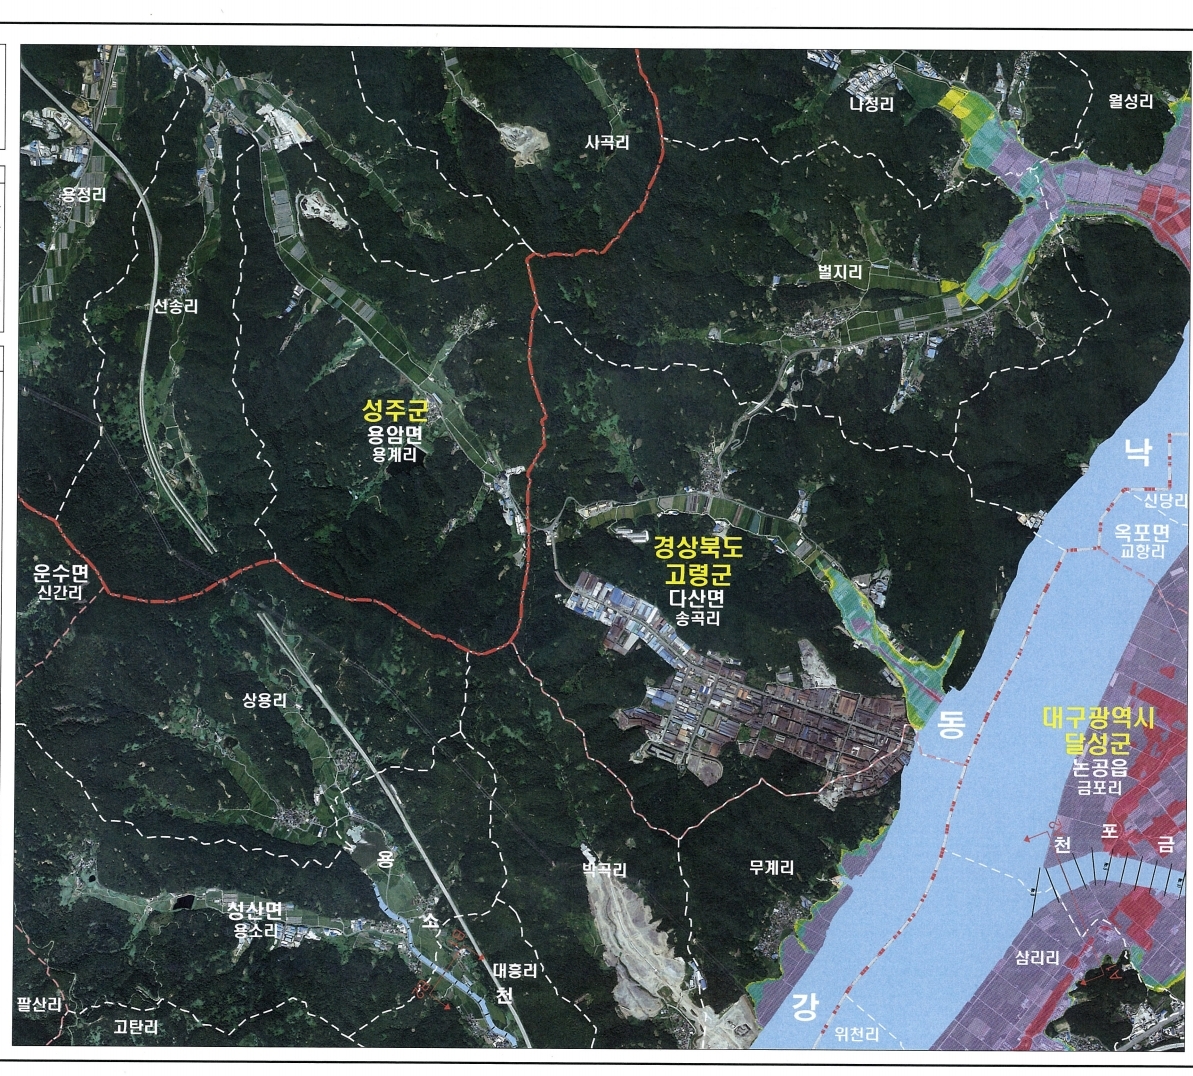 나정리
월성리
사곡리
용정리
벌지리
선송리
성주군
용암면
용계리
낙
신당리
옥포면
교항리
경상북도
고령군
다산면
송곡리
운수면
신간리
상용리
동
대구광역시
달성군
논공읍
금포리
금
포
천
용
박곡리
무계리
성산면
용소리
소
삼리리
대흥리
천
강
팔산리
고탄리
위천리